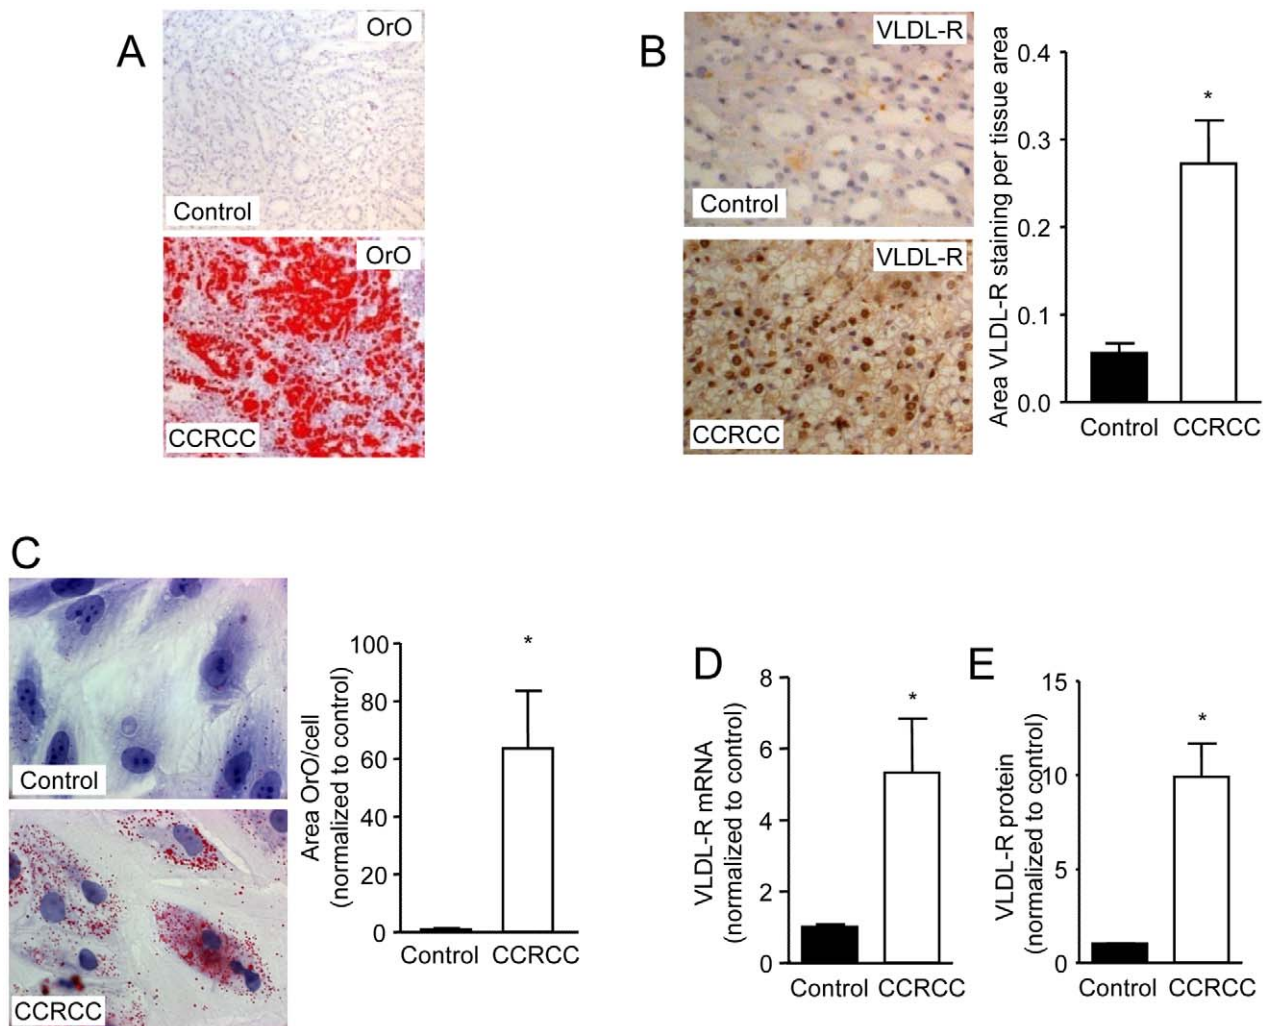 A
OrO
Control
OrO
CCRCC
B
VLDL-R
Control
VLDL-R
CCRCC
Area VLDL-R staining per tissue area
0.4
0.3
0.2
0.1
0.0
*
Control CCRCC
C
Control
CCRCC
Area OrO/cell
(normalized to control)
100
80
60
40
20
0
*
Control CCRCC
D
VLDL-R mRNA
(normalized to control)
8
6
4
2
0
*
Control CCRCC
E
VLDL-R protein
(normalized to control)
15
10
5
0
*
Control CCRCC